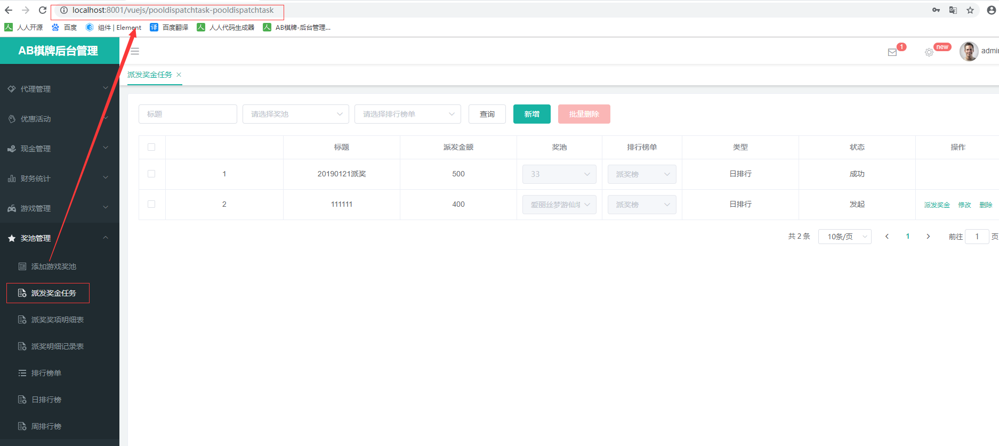 localhost:8001/vuejs/pooldispatchtask-pooldispatchtask
人人开源 百度 组件 | Element 译 百度翻译 人人代码生成器 AB棋牌-后台管理...
AB棋牌后台管理
1 new
派发奖金任务
代理管理
优惠活动
现金管理
财务统计
游戏管理
奖池管理
添加游戏奖池
派发奖金任务
派奖奖项明细表
派奖明细记录表
排行榜单
日排行榜
周排行榜
标题 请选择奖池 请选择排行榜单 查询 新增 批量删除
标题 派发金额 奖池 排行榜单 类型 状态 操作
1 20190121派奖 500 33 派奖榜 日排行 成功
2 111111 400 爱丽丝梦游仙 派奖榜 日排行 发起 派发奖金 修改 删除
共 2 条 10条/页 1 前往 1 页